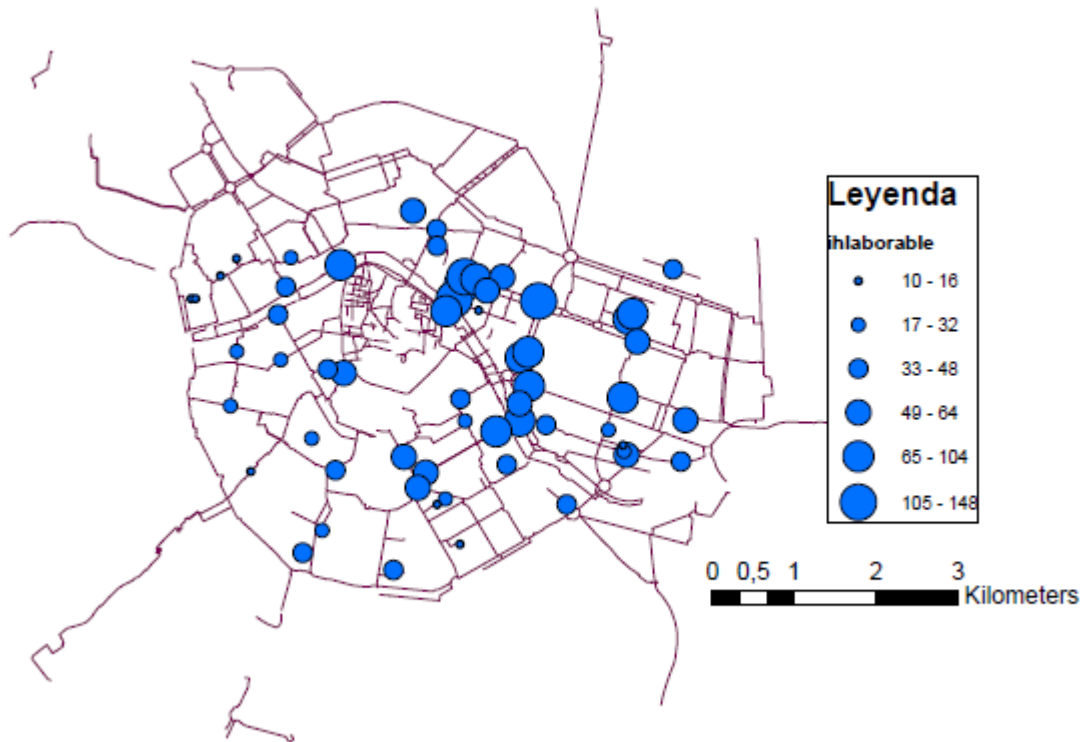 Leyenda
ihlaborable
10 - 16
17 - 32
33 - 48
49 - 64
65 - 104
105 - 148
0 0,5 1 2 3
Kilometers